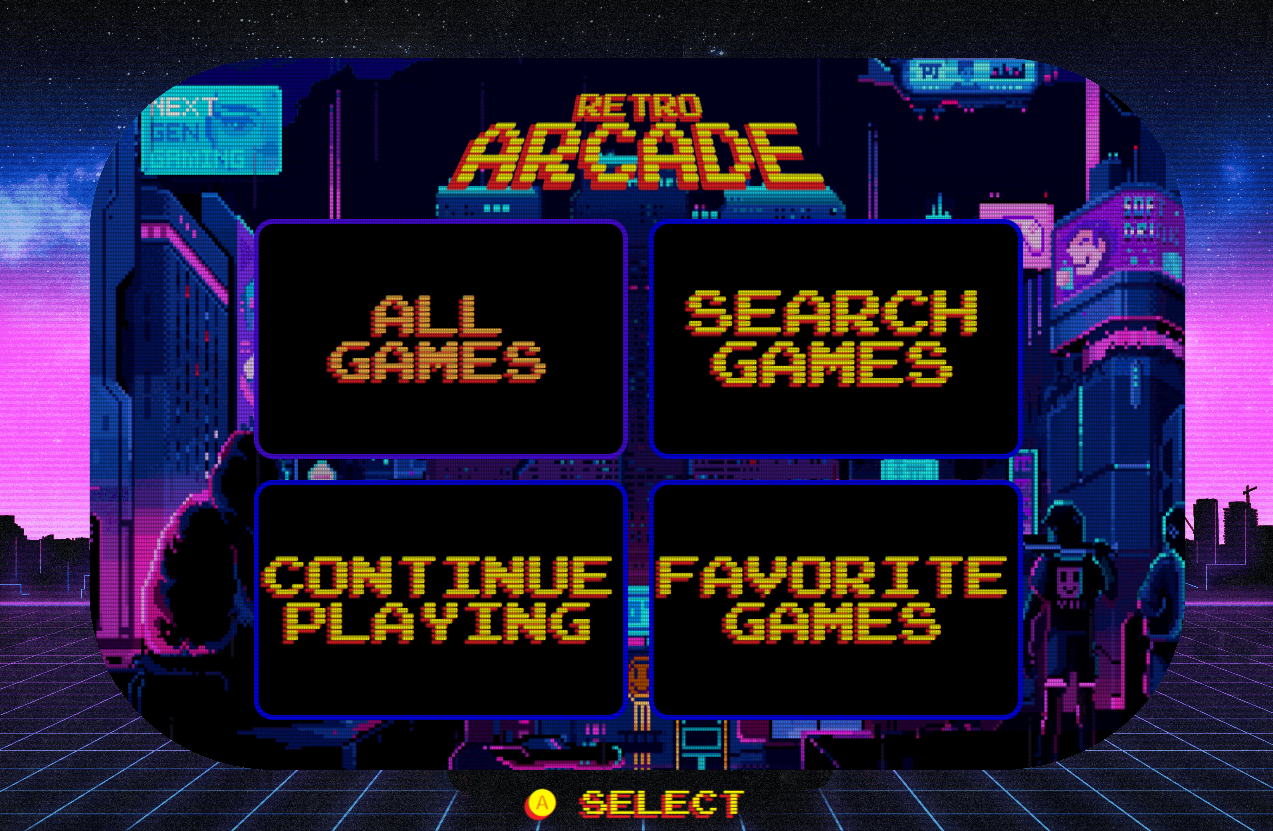 NEXT
GEN
GAMING
RETRO
ARCADE
ALL
GAMES
SEARCH
GAMES
CONTINUE
PLAYING
FAVORITE
GAMES
A SELECT